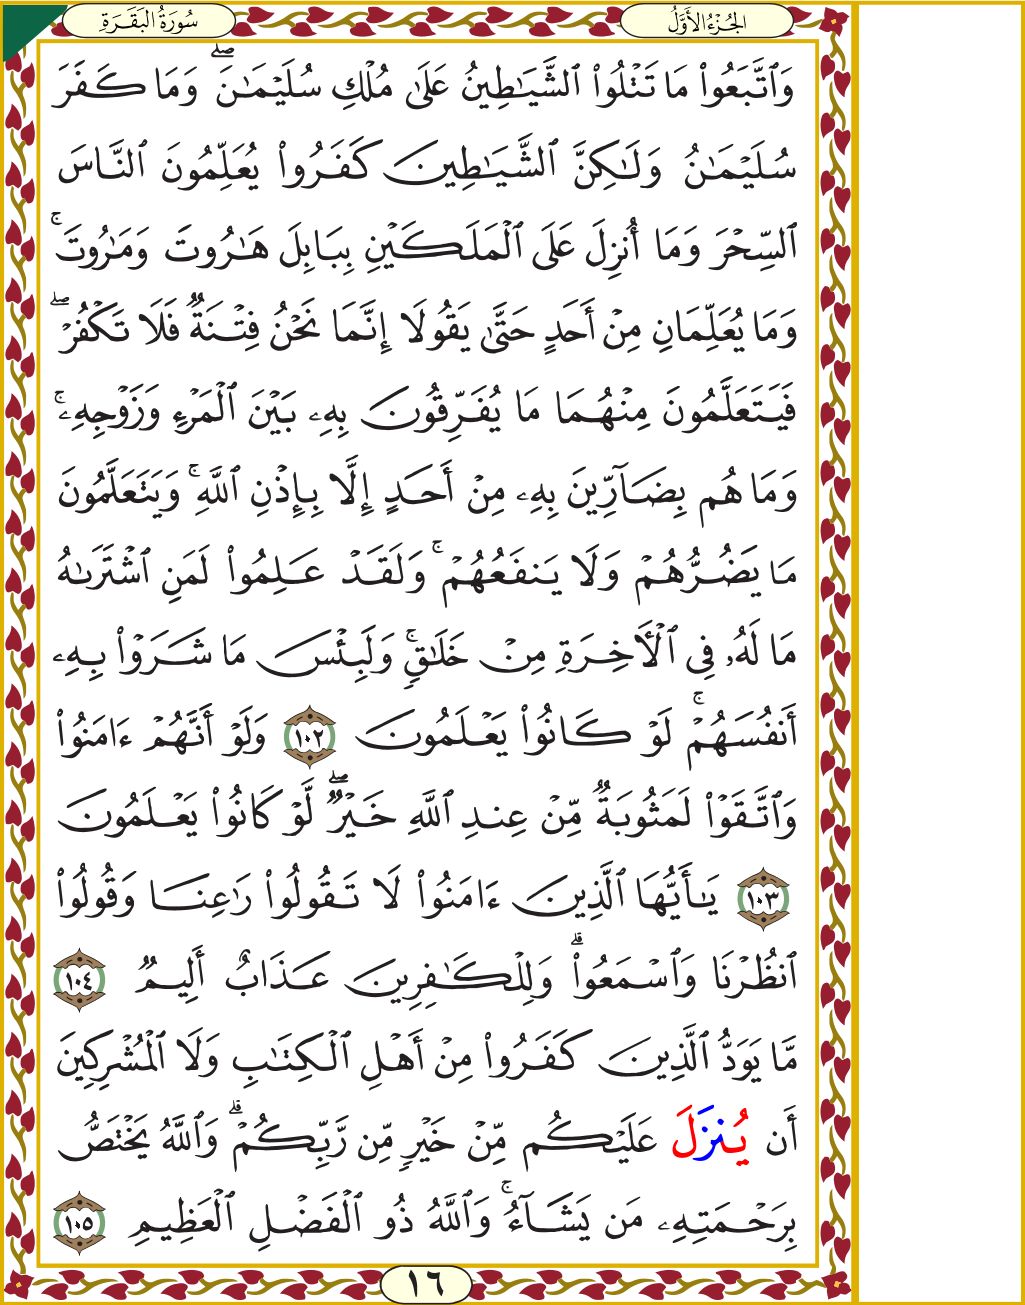 الجُزْءُ الأَوَّلُ
سُورَةُ البَقَرَةِ
وَٱتَّبَعُوا۟ مَا تَتْلُوا۟ ٱلشَّيَـٰطِينُ عَلَىٰ مُلْكِ سُلَيْمَـٰنَ ۖ وَمَا كَفَرَ
سُلَيْمَـٰنُ وَلَـٰكِنَّ ٱلشَّيَـٰطِينَ كَفَرُوا۟ يُعَلِّمُونَ ٱلنَّاسَ
ٱلسِّحْرَ وَمَا أُنزِلَ عَلَى ٱلْمَلَكَيْنِ بِبَابِلَ هَـٰرُوتَ وَمَـٰرُوتَ ۚ
وَمَا يُعَلِّمَانِ مِنْ أَحَدٍ حَتَّىٰ يَقُولَا إِنَّمَا نَحْنُ فِتْنَةٌ فَلَا تَكْفُرْ ۖ
فَيَتَعَلَّمُونَ مِنْهُمَا مَا يُفَرِّقُونَ بِهِۦ بَيْنَ ٱلْمَرْءِ وَزَوْجِهِۦ ۚ
وَمَا هُم بِضَآرِّينَ بِهِۦ مِنْ أَحَدٍ إِلَّا بِإِذْنِ ٱللَّهِ ۚ وَيَتَعَلَّمُونَ
مَا يَضُرُّهُمْ وَلَا يَنفَعُهُمْ ۚ وَلَقَدْ عَلِمُوا۟ لَمَنِ ٱشْتَرَىٰهُ
مَا لَهُۥ فِى ٱلْأَخِرَةِ مِنْ خَلَـٰقٍ ۚ وَلَبِئْسَ مَا شَرَوْا۟ بِهِۦ
أَنفُسَهُمْ ۚ لَوْ كَانُوا۟ يَعْلَمُونَ ١٠٢ وَلَوْ أَنَّهُمْ ءَامَنُوا۟
وَٱتَّقَوْا۟ لَمَثُوبَةٌ مِّنْ عِندِ ٱللَّهِ خَيْرٌ ۖ لَّوْ كَانُوا۟ يَعْلَمُونَ
١٠٣ يَـٰأَيُّهَا ٱلَّذِينَ ءَامَنُوا۟ لَا تَقُولُوا۟ رَٰعِنَا وَقُولُوا۟
ٱنظُرْنَا وَٱسْمَعُوا۟ ۗ وَلِلْكَـٰفِرِينَ عَذَابٌ أَلِيمٌ ١٠٤
مَّا يَوَدُّ ٱلَّذِينَ كَفَرُوا۟ مِنْ أَهْلِ ٱلْكِتَـٰبِ وَلَا ٱلْمُشْرِكِينَ
أَن يُنزَلَ عَلَيْكُم مِّنْ خَيْرٍ مِّن رَّبِّكُمْ ۗ وَٱللَّهُ يَخْتَصُّ
بِرَحْمَتِهِۦ مَن يَشَآءُ ۚ وَٱللَّهُ ذُو ٱلْفَضْلِ ٱلْعَظِيمِ ١٠٥
١٦